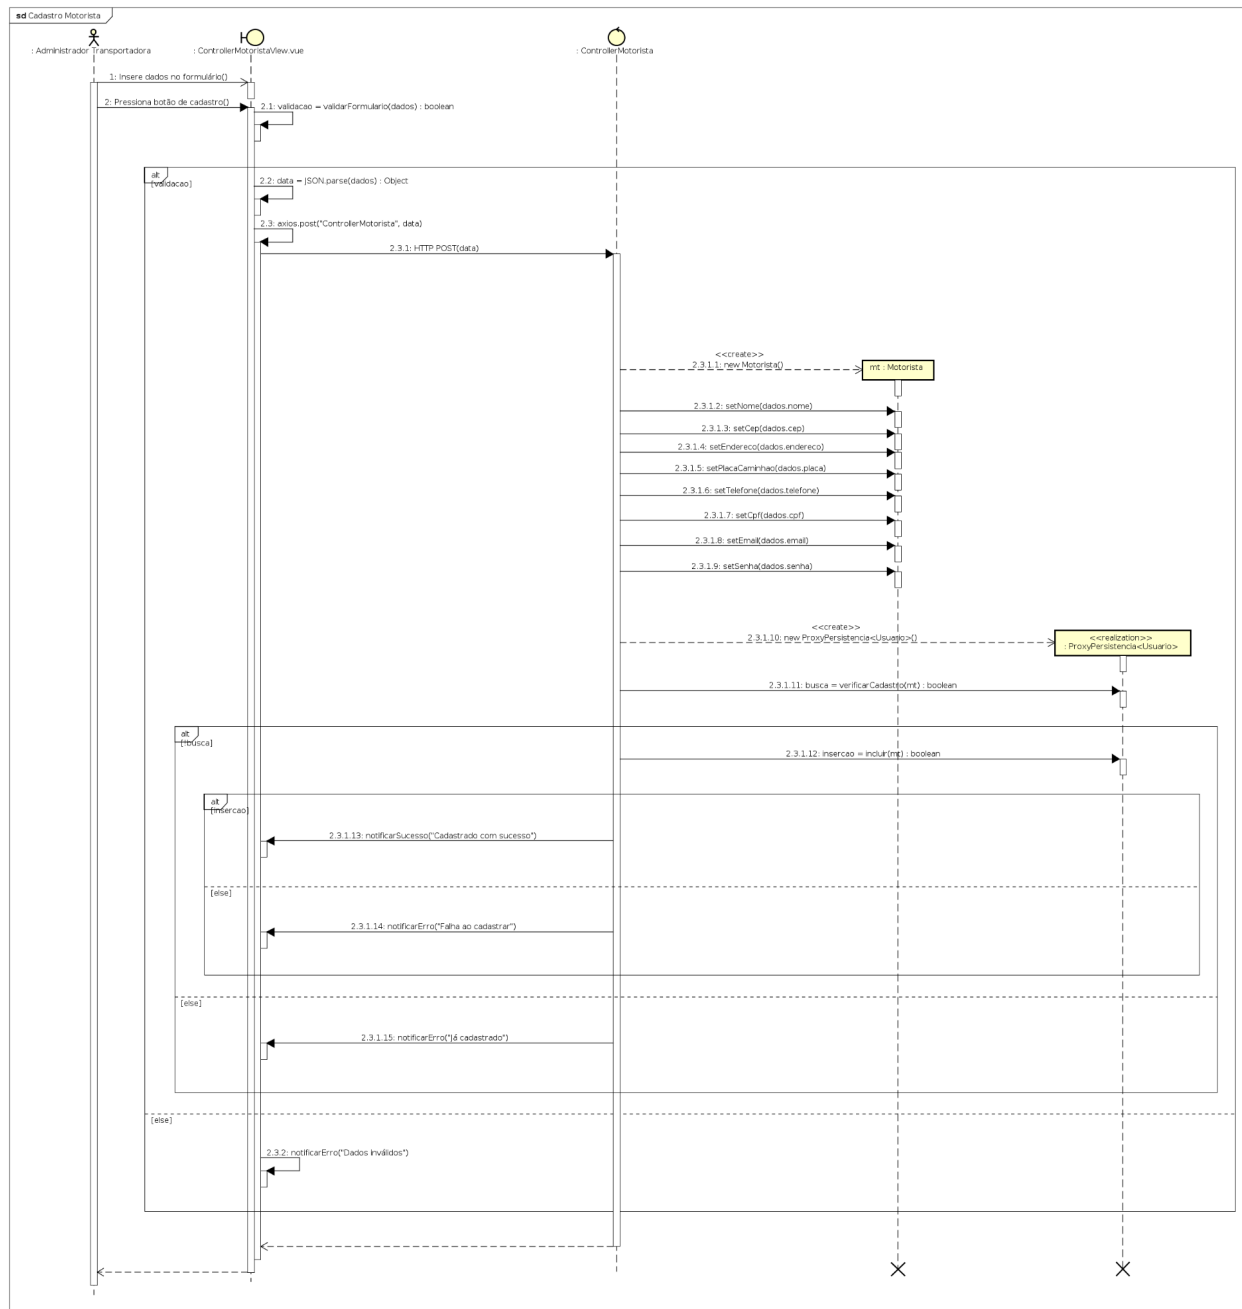 sd Cadastro Motorista
: Administrador Transportadora
: ControllerMotoristaView.vue
: ControllerMotorista
1: Insere dados no formulário()
2: Pressiona botão de cadastro()
2.1: validacao = validarFormulario(dados) : boolean
alt
[validacao]
2.2: data = JSON.parse(dados) : Object
2.3: axios.post("ControllerMotorista", data)
2.3.1: HTTP POST(data)
<<create>>
2.3.1.1: new Motorista()
mt : Motorista
2.3.1.2: setNome(dados.nome)
2.3.1.3: setCep(dados.cep)
2.3.1.4: setEndereco(dados.endereco)
2.3.1.5: setPlacaCaminhao(dados.placa)
2.3.1.6: setTelefone(dados.telefone)
2.3.1.7: setCpf(dados.cpf)
2.3.1.8: setEmail(dados.email)
2.3.1.9: setSenha(dados.senha)
<<create>>
2.3.1.10: new ProxyPersistencia<Usuario>()
<<realization>>
: ProxyPersistencia<Usuario>
2.3.1.11: busca = verificarCadastro(mt) : boolean
alt
[!busca]
2.3.1.12: insercao = incluir(mt) : boolean
alt
[insercao]
2.3.1.13: notificarSucesso("Cadastrado com sucesso")
[else]
2.3.1.14: notificarErro("Falha ao cadastrar")
[else]
2.3.1.15: notificarErro("Já cadastrado")
[else]
2.3.2: notificarErro("Dados inválidos")